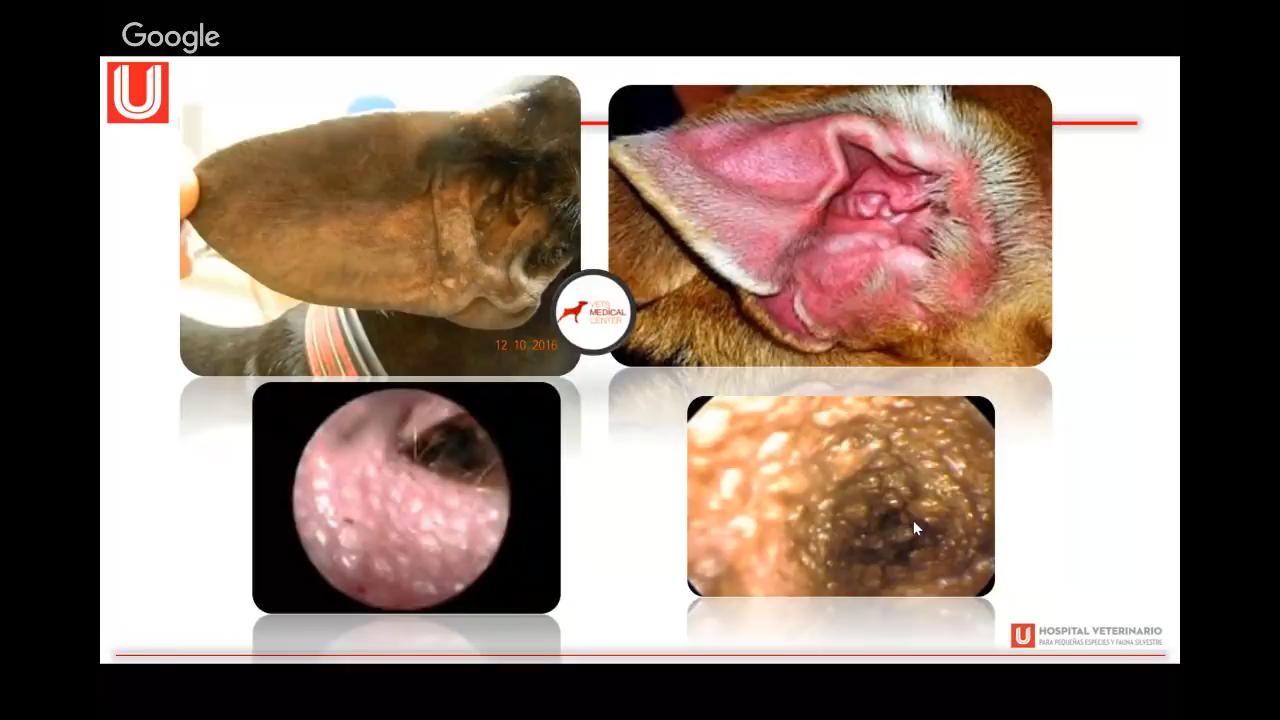 Google
U
VETS
MEDICAL
CENTER
12 10 2016
U HOSPITAL VETERINARIO
PARA PEQUEÑAS ESPECIES Y FAUNA SILVESTRE